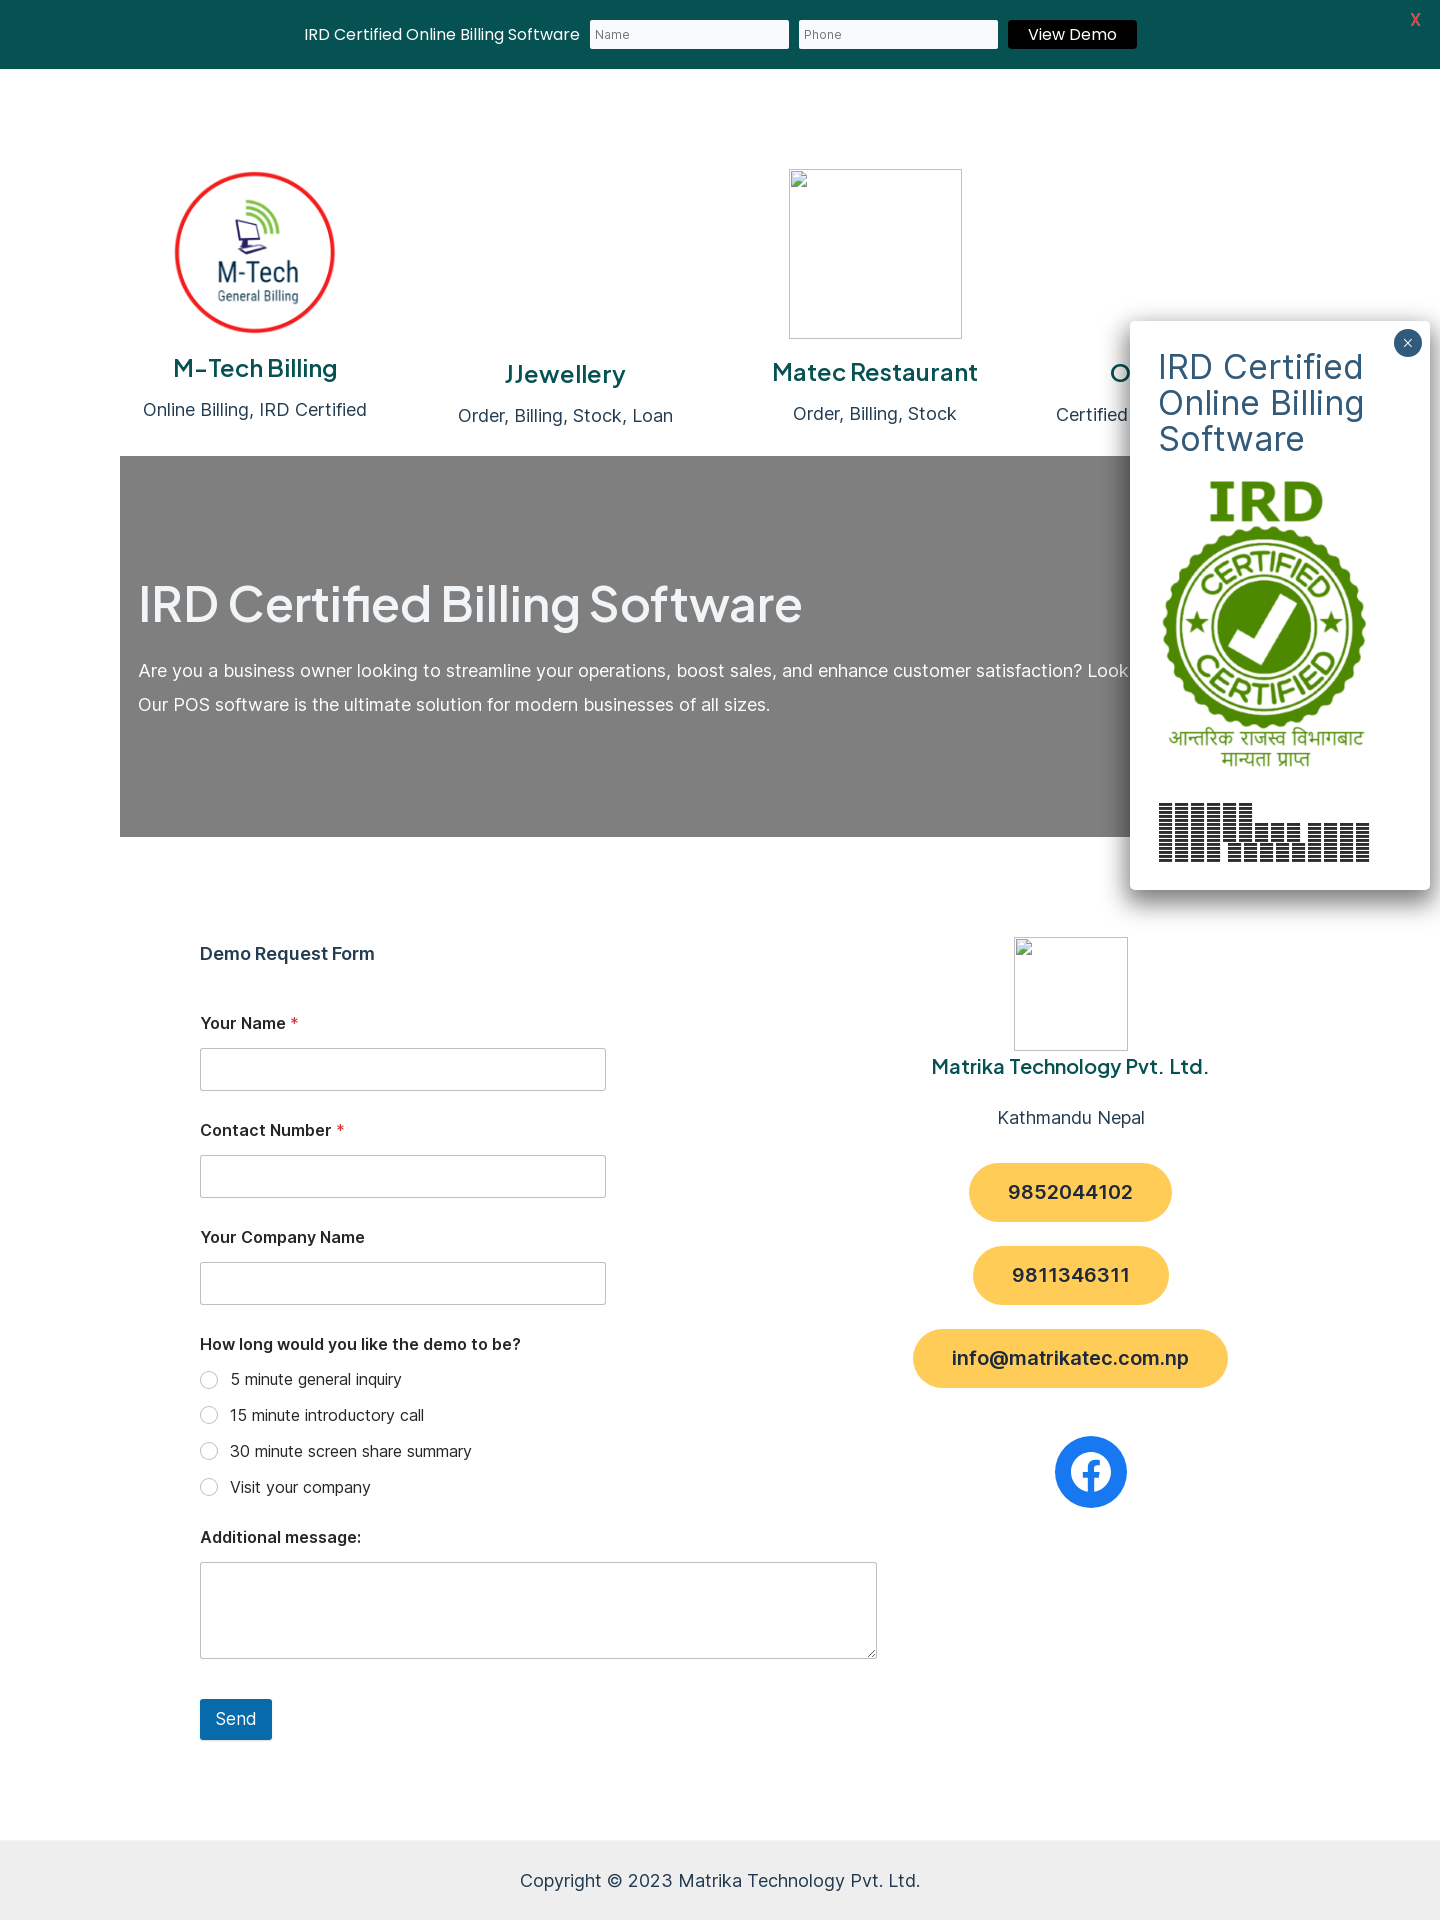 IRD Certified Online Billing Software
Name
Phone
View Demo
X
M-Tech
General Billing
M-Tech Billing
Online Billing, IRD Certified
JJewellery
Order, Billing, Stock, Loan
Matec Restaurant
Order, Billing, Stock
Certified
×
IRD Certified
Online Billing
Software
IRD
CERTIFIED
CERTIFIED
आन्तरिक राजस्व विभागबाट
मान्यता प्राप्त
IRD Certified Billing Software
Are you a business owner looking to streamline your operations, boost sales, and enhance customer satisfaction? Look
Our POS software is the ultimate solution for modern businesses of all sizes.
Demo Request Form
Your Name *
Contact Number *
Your Company Name
How long would you like the demo to be?
5 minute general inquiry
15 minute introductory call
30 minute screen share summary
Visit your company
Additional message:
Send
Matrika Technology Pvt. Ltd.
Kathmandu Nepal
9852044102
9811346311
info@matrikatec.com.np
Copyright © 2023 Matrika Technology Pvt. Ltd.